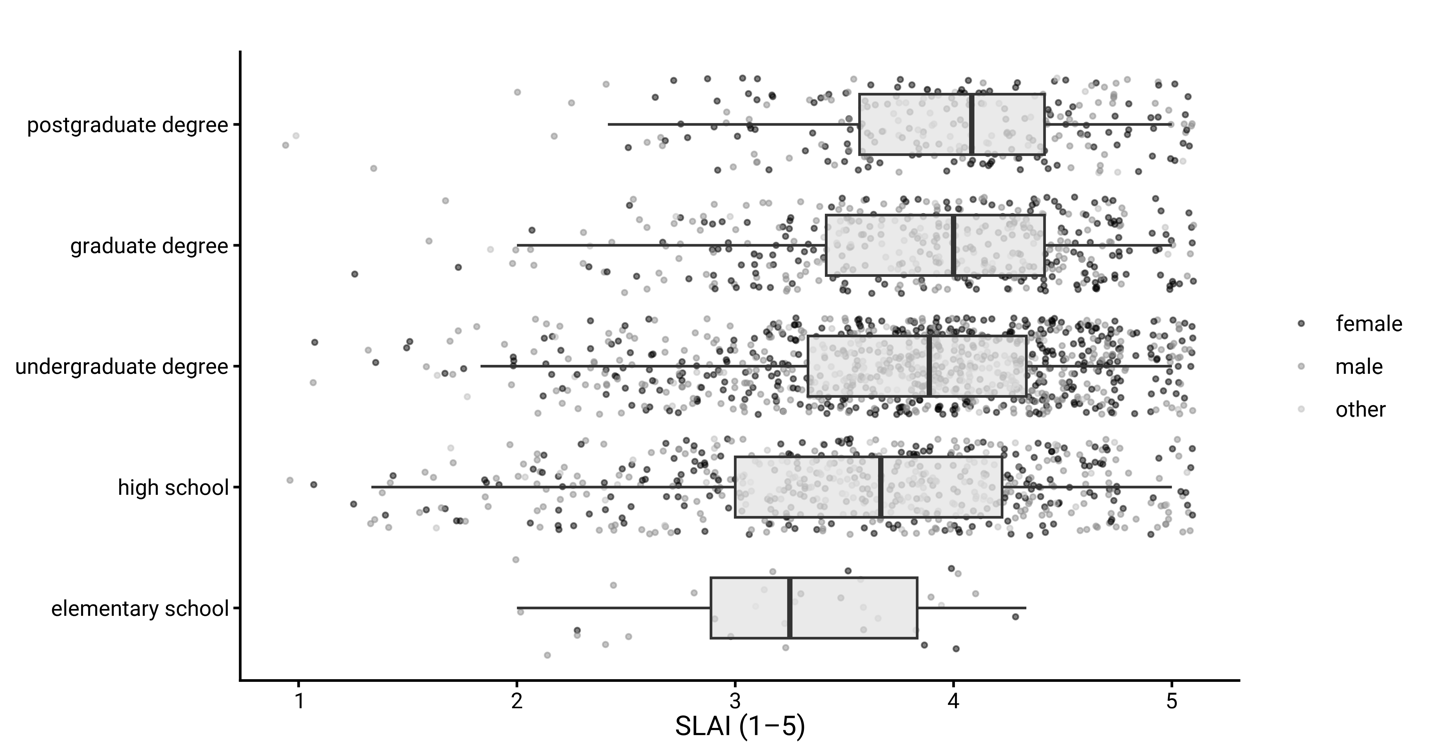 postgraduate degree
graduate degree
undergraduate degree
high school
elementary school
1 2 3 4 5
SLAI (1–5)
female
male
other